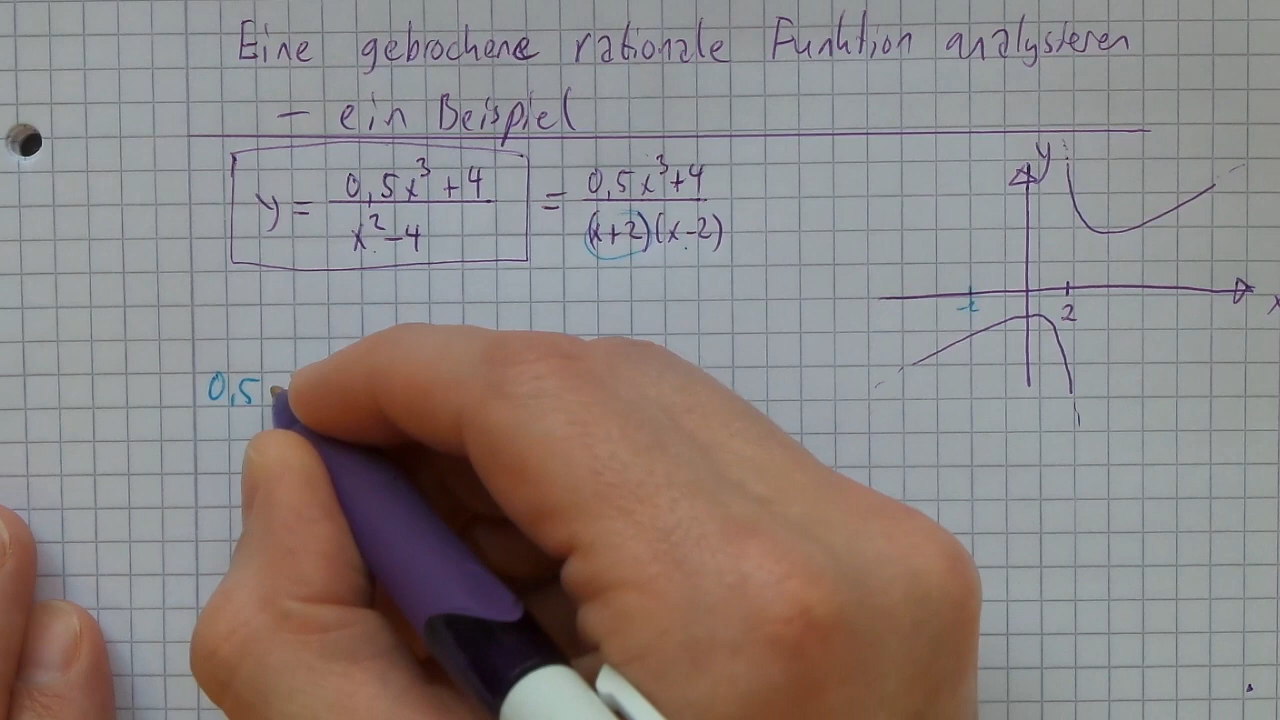 Eine gebrochene rationale Funktion analysieren
– ein Beispiel
y = (0,5x³+4)/(x²-4) = (0,5x³+4)/((x+2)(x-2))
y
2
x
0,5